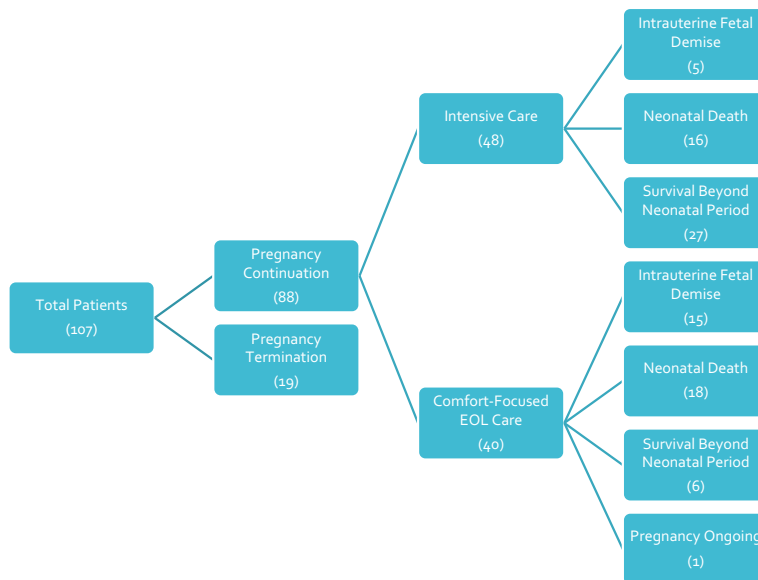 Total Patients
(107)
Pregnancy
Continuation
(88)
Pregnancy
Termination
(19)
Intensive Care
(48)
Comfort-Focused
EOL Care
(40)
Intrauterine Fetal
Demise
(5)
Neonatal Death
(16)
Survival Beyond
Neonatal Period
(27)
Intrauterine Fetal
Demise
(15)
Neonatal Death
(18)
Survival Beyond
Neonatal Period
(6)
Pregnancy Ongoing
(1)